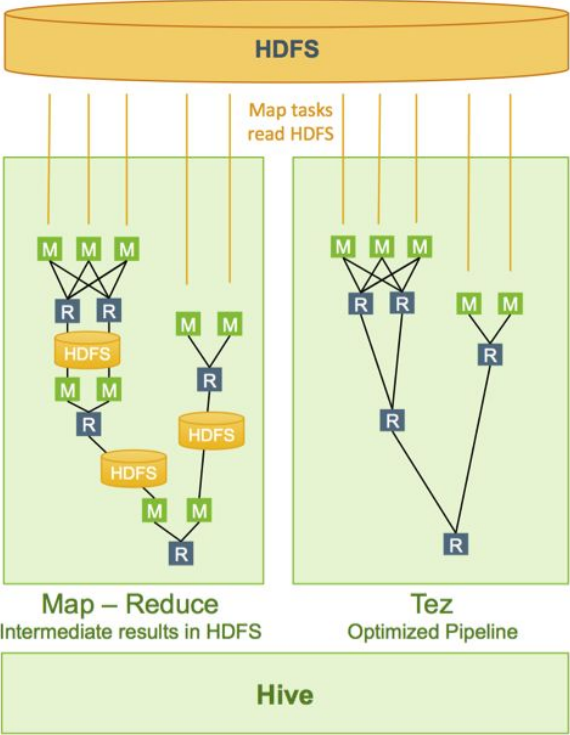 HDFS
Map tasks
read HDFS
M M M
M M M
R R
R R
M M
HDFS
M M
R
M M
R
R
HDFS
R
HDFS
M M
R
R
Map – Reduce
Tez
Intermediate results in HDFS
Optimized Pipeline
Hive